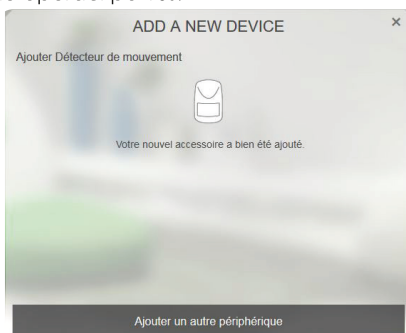 ADD A NEW DEVICE
×
Ajouter Détecteur de mouvement
Votre nouvel accessoire a bien été ajouté.
Ajouter un autre périphérique